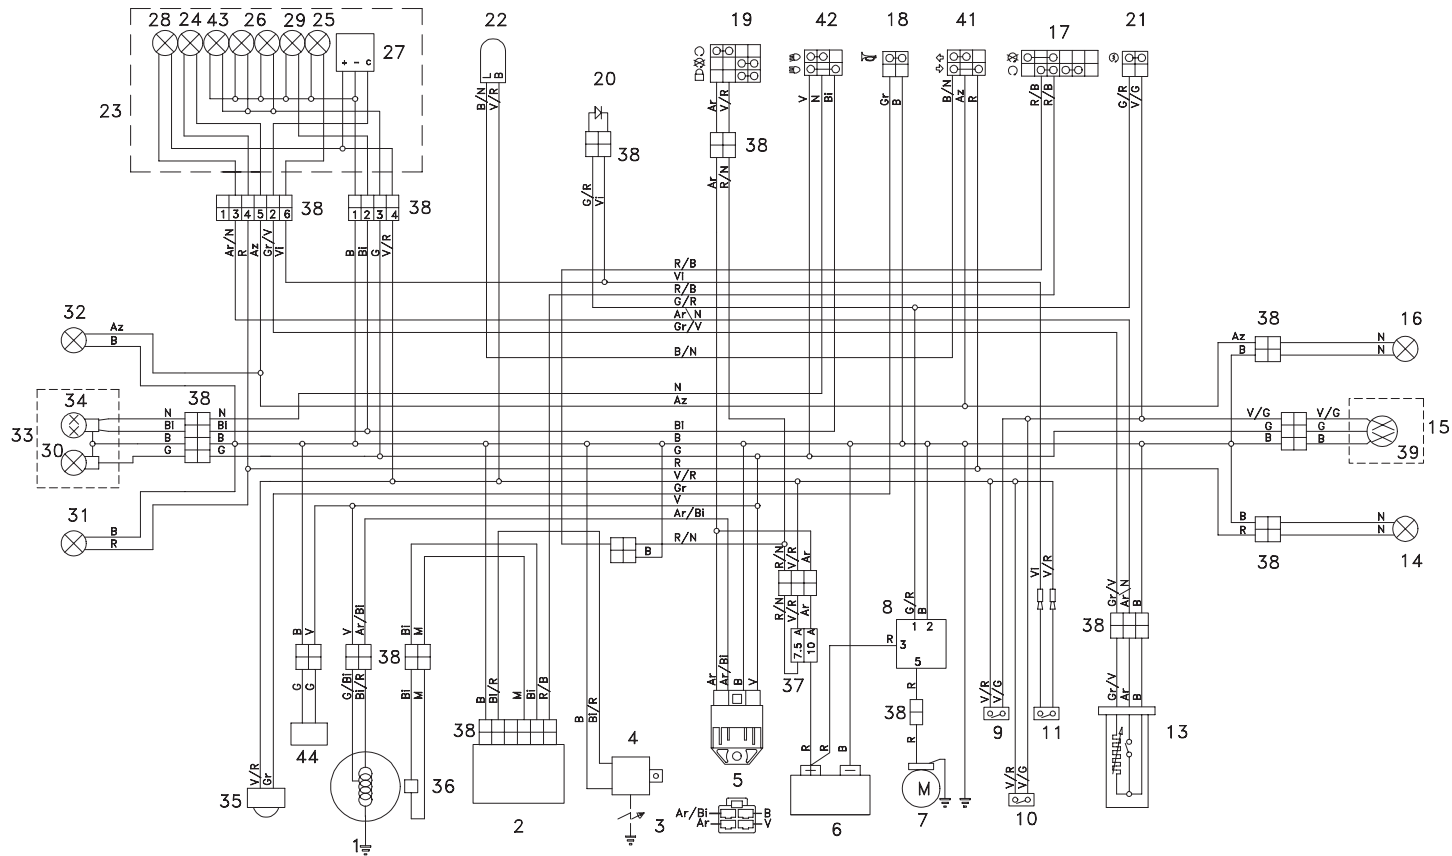 28 24 43 26 29 25
22
19
42
18
41
17
21
+ - C
27
L B
20
23
B/N V/R
Ar V/R
V N Bi
Gr B
B/N Az R
R/B R/B
G/R V/G
38
38
Ar R/N
G/R Vi
1 3 4 5 2 6
38
1 2 3 4
38
Ar/N R Az Gr/V Vi
B Bi G V/R
R/B
Vi
R/B
G/R
Ar\N
Gr/V
B/N
32
Az
B
38
Az
B
N
N
16
34
33
30
38
N
Bi
B
G
N
Bi
B
G
N
Az
Bi
B
G
R
V/R
Gr
V
Ar/Bi
R/N
V/G
G
B
V/G
G
B
15
39
31
B
R
B
R
38
N
N
14
B
R/N V/R Ar
R/N V/R Ar
7.5 A
10 A
37
8
G/R B
1 2
3
5
R
Vi V/R
Gr/V Ar\N B
38
Gr/V Ar B
13
B V
V Ar/Bi
Bi M
38
G G
G/Bi Bi/R
Bi M
44
B Bi/R M Bi R/B
38
B Bi/R
4
Ar Ar/Bi B V
5
R R B
6
R
38
R
M
7
V/R V/G
9
11
V/R V/G
10
V/R Gr
35
1
36
2
3
Ar/Bi
Ar
B
V